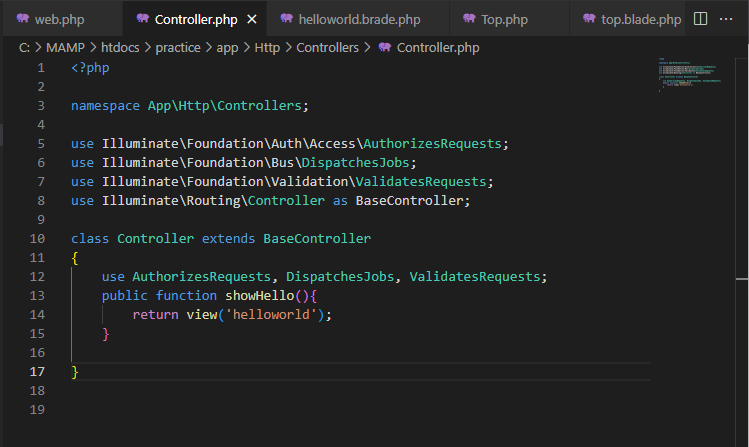 web.php Controller.php helloworld.brade.php Top.php top.blade.php
C: > MAMP > htdocs > practice > app > Http > Controllers > Controller.php
1 <?php
2
3 namespace App\Http\Controllers;
4
5 use Illuminate\Foundation\Auth\Access\AuthorizesRequests;
6 use Illuminate\Foundation\Bus\DispatchesJobs;
7 use Illuminate\Foundation\Validation\ValidatesRequests;
8 use Illuminate\Routing\Controller as BaseController;
9
10 class Controller extends BaseController
11 {
12     use AuthorizesRequests, DispatchesJobs, ValidatesRequests;
13     public function showHello(){
14         return view('helloworld');
15     }
16
17 }
18
19